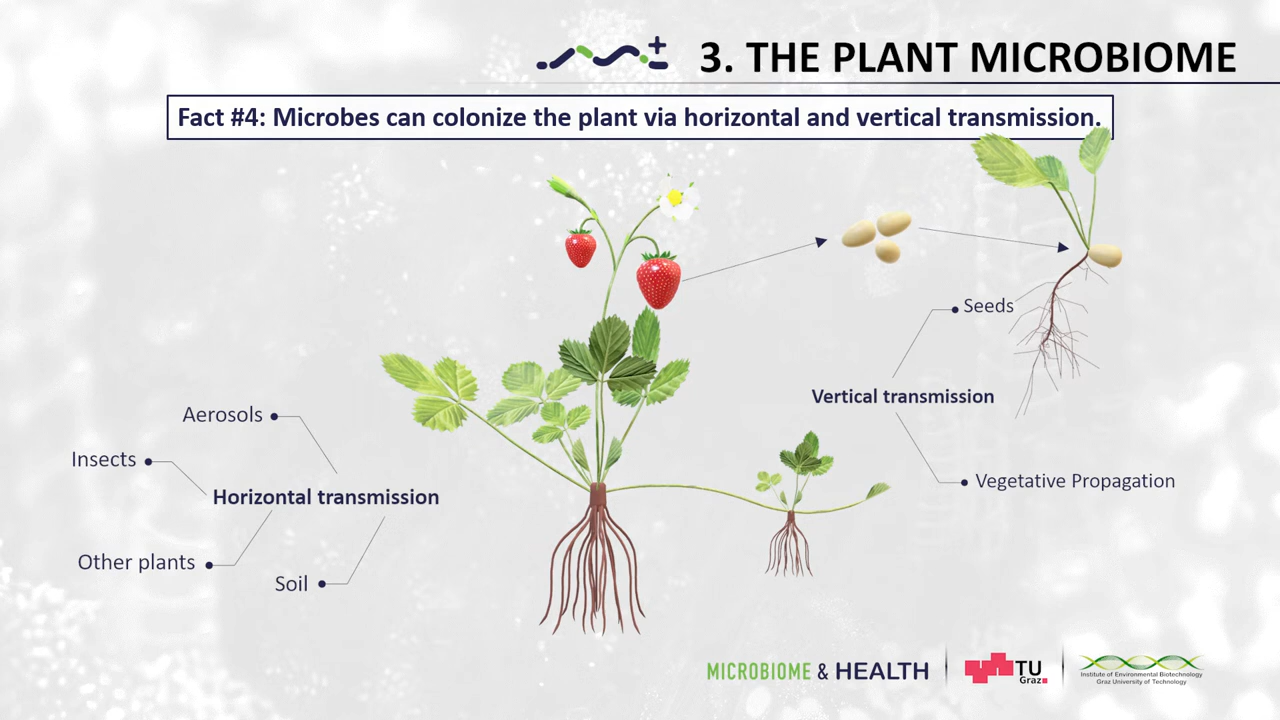 3. THE PLANT MICROBIOME
Fact #4: Microbes can colonize the plant via horizontal and vertical transmission.
Seeds
Vertical transmission
Vegetative Propagation
Aerosols
Insects
Horizontal transmission
Other plants
Soil
MICROBIOME & HEALTH
TU
Graz
Institute of Environmental Biotechnology
Graz University of Technology